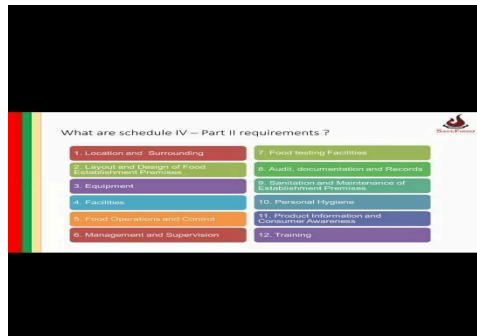 What are schedule IV – Part II requirements ?
1. Location and Surrounding
2. Layout and Design of Food
Establishment Premises
3. Equipment
4. Facilities
5. Food Operations and Control
6. Management and Supervision
7. Food testing Facilities
8. Audit, documentation and Records
9. Sanitation and Maintenance of
Establishment Premises
10. Personal Hygiene
11. Product Information and
Consumer Awareness
12. Training